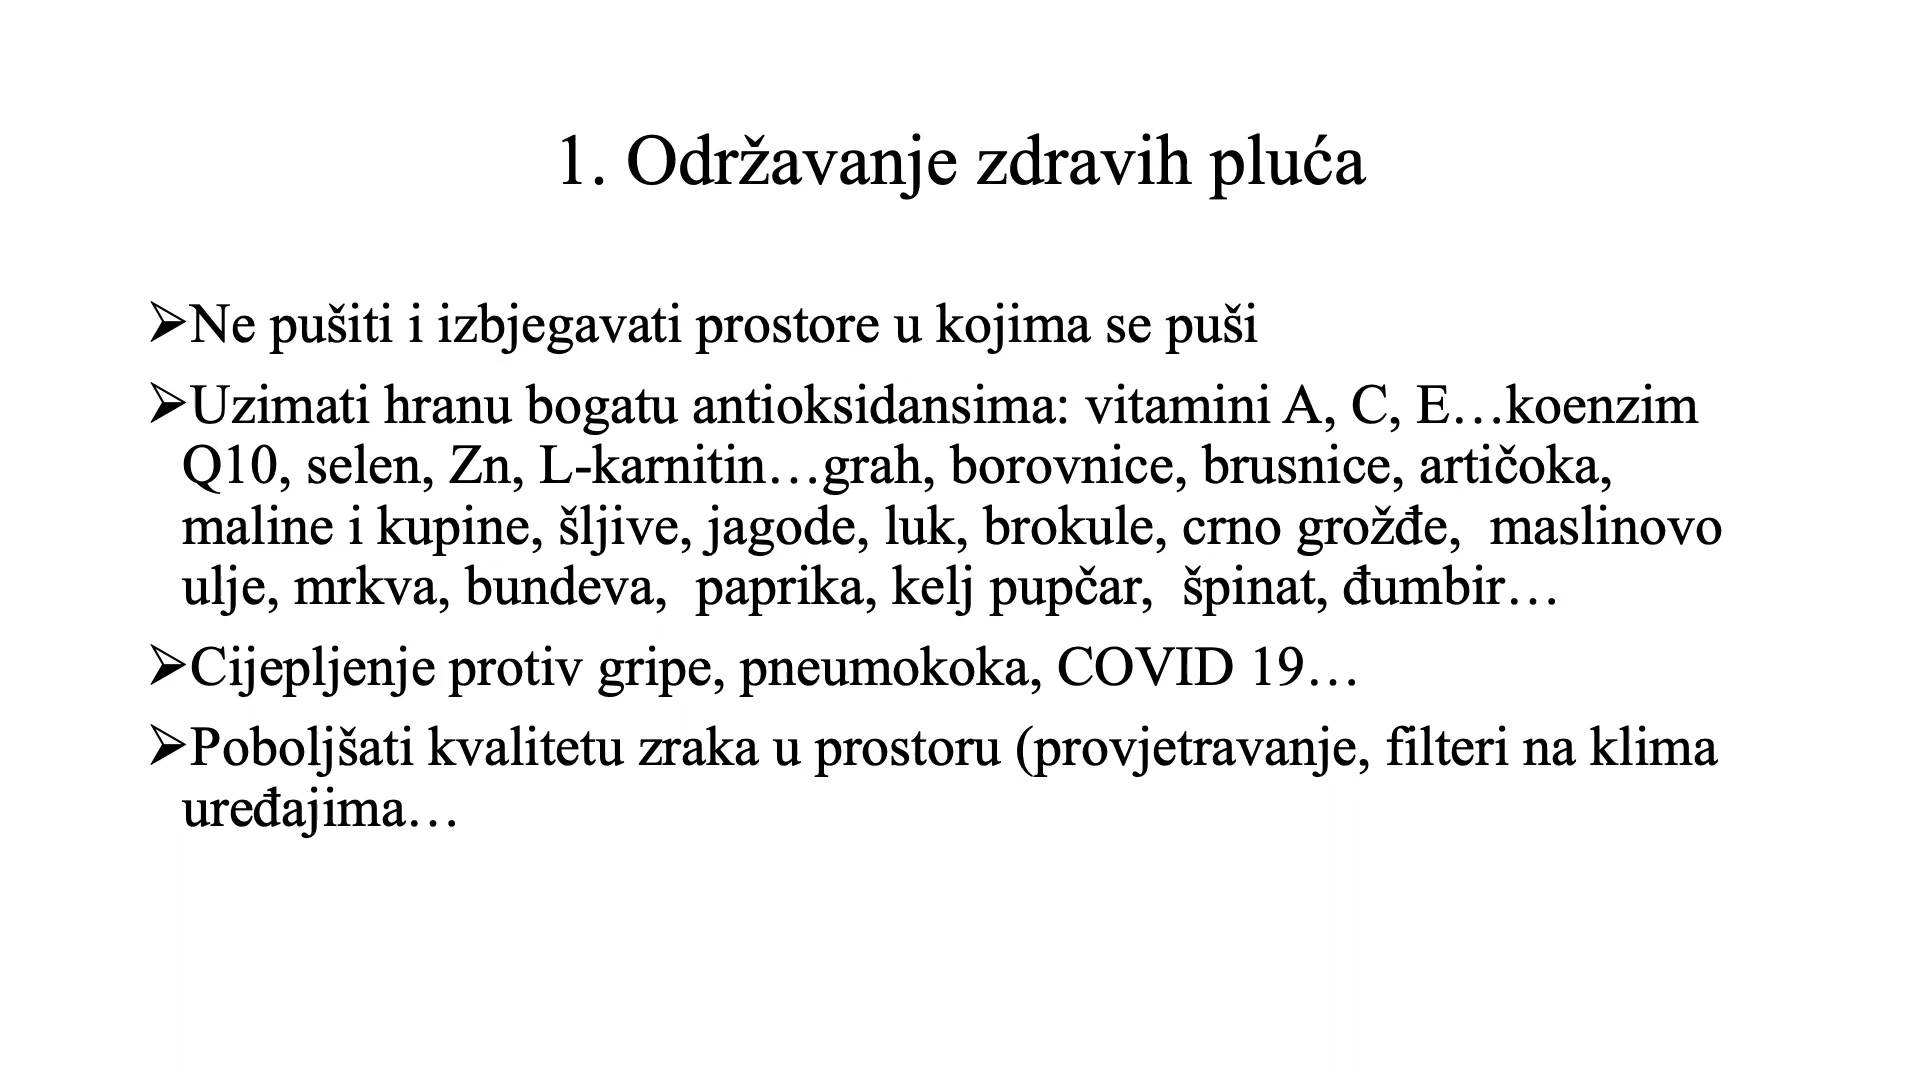 1. Održavanje zdravih pluća
➢Ne pušiti i izbjegavati prostore u kojima se puši
➢Uzimati hranu bogatu antioksidansima: vitamini A, C, E…koenzim
Q10, selen, Zn, L-karnitin…grah, borovnice, brusnice, artičoka,
maline i kupine, šljive, jagode, luk, brokule, crno grožđe,  maslinovo
ulje, mrkva, bundeva,  paprika, kelj pupčar,  špinat, đumbir…
➢Cijepljenje protiv gripe, pneumokoka, COVID 19…
➢Poboljšati kvalitetu zraka u prostoru (provjetravanje, filteri na klima
uređajima…